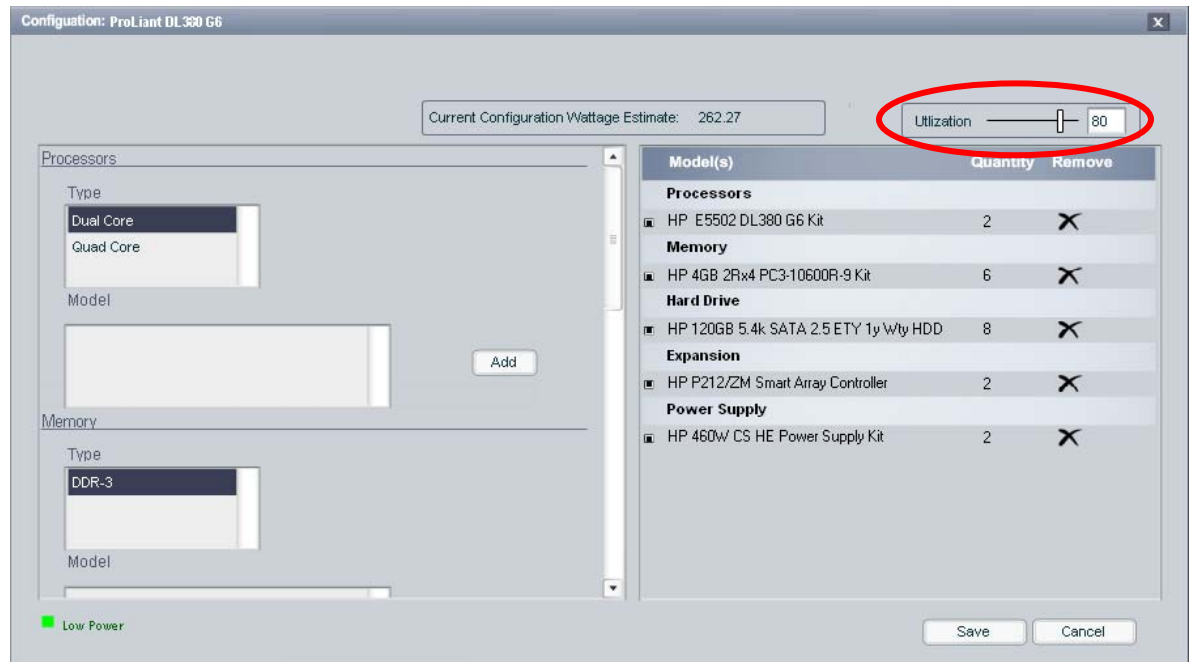 Configuation: ProLiant DL380 G6
X
Current Configuration Wattage Estimate: 262.27
Utlization 80
Processors
Type
Dual Core
Quad Core
Model
Add
Memory
Type
DDR-3
Model
Model(s) Quantity Remove
Processors
HP E5502 DL380 G6 Kit 2
Memory
HP 4GB 2Rx4 PC3-10600R-9 Kit 6
Hard Drive
HP 120GB 5.4k SATA 2.5 ETY 1y Wty HDD 8
Expansion
HP P212/ZM Smart Array Controller 2
Power Supply
HP 460W CS HE Power Supply Kit 2
Low Power
Save Cancel